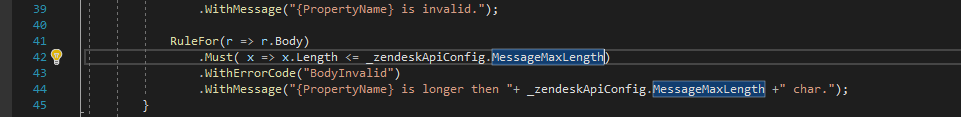 39 .WithMessage("{PropertyName} is invalid.");
40
41 RuleFor(r => r.Body)
42 .Must( x => x.Length <= _zendeskApiConfig.MessageMaxLength)
43 .WithErrorCode("BodyInvalid")
44 .WithMessage("{PropertyName} is longer then "+ _zendeskApiConfig.MessageMaxLength +" char.");
45 }